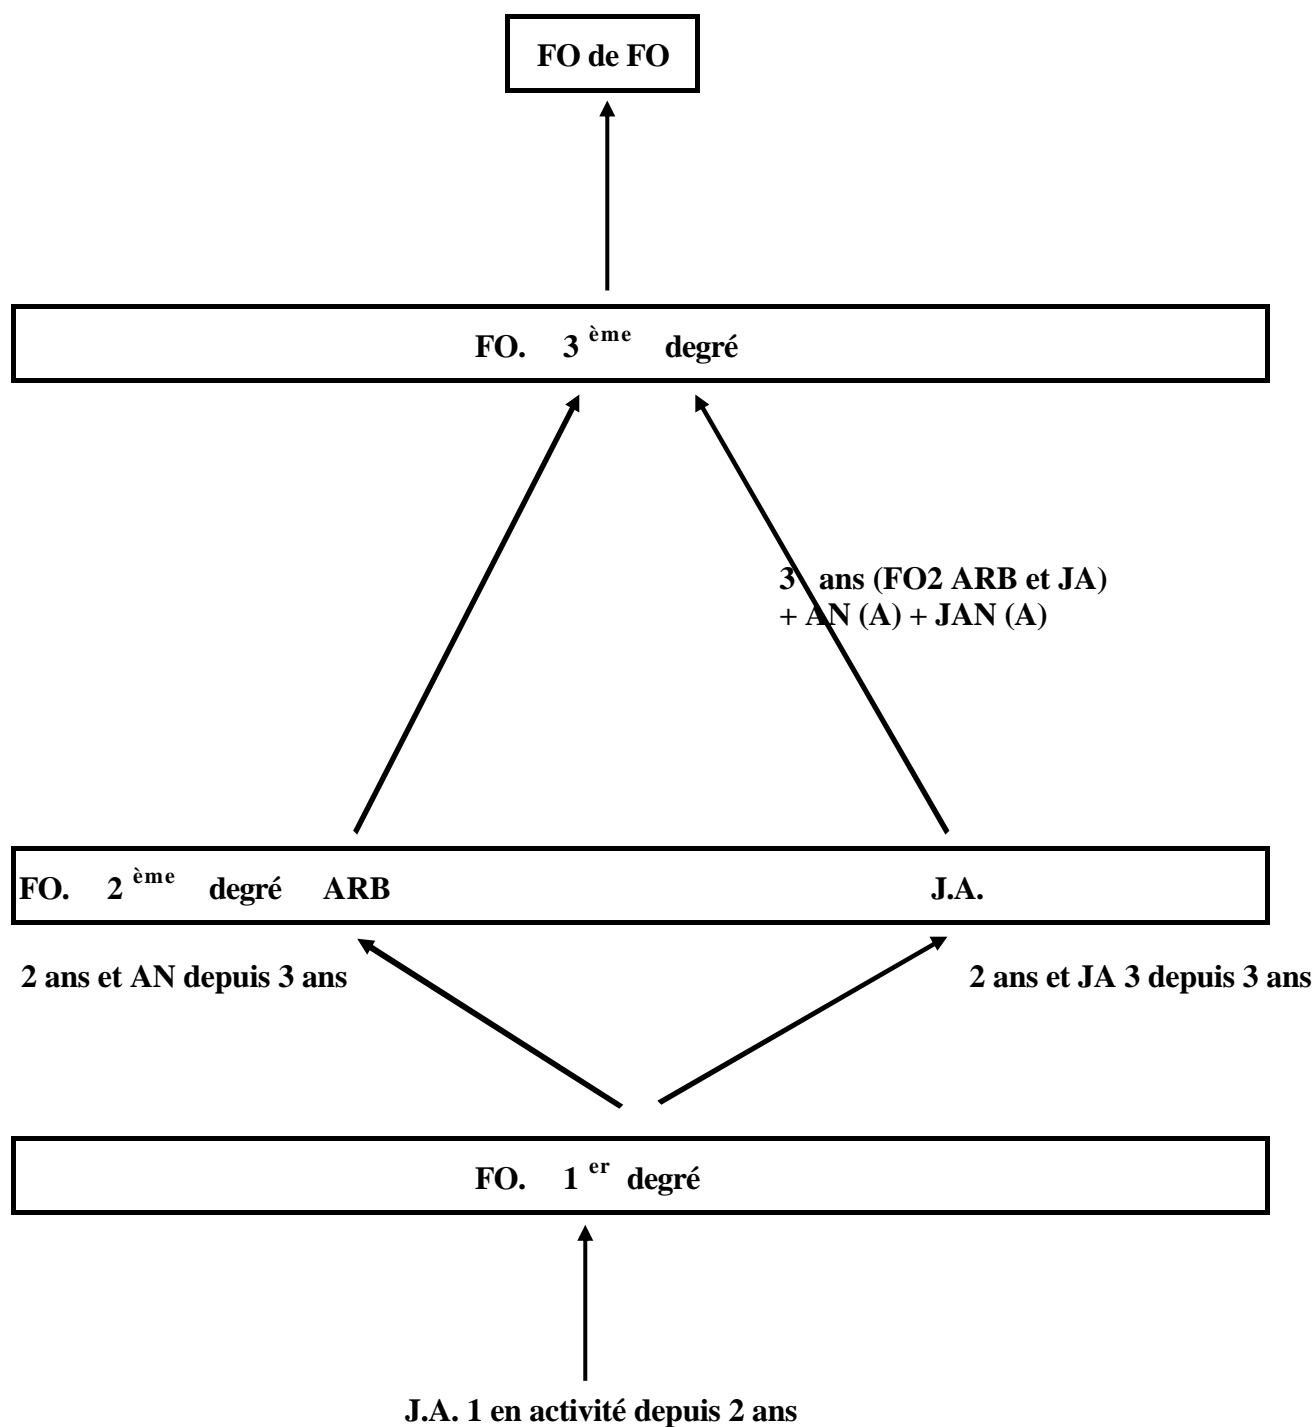 FO de FO
FO. 3 ème degré
3 ans (FO2 ARB et JA)
+ AN (A) + JAN (A)
FO. 2 ème degré ARB J.A.
2 ans et AN depuis 3 ans
2 ans et JA 3 depuis 3 ans
FO. 1 er degré
J.A. 1 en activité depuis 2 ans